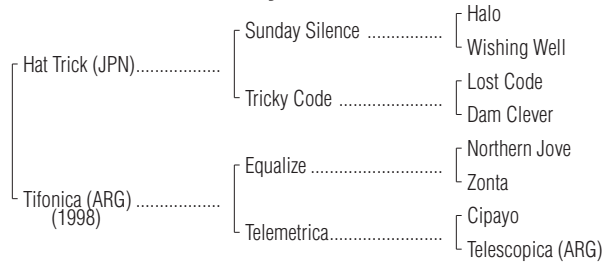 Halo
Sunday Silence ................
Wishing Well
Hat Trick (JPN)..................
Lost Code
Tricky Code ......................
Dam Clever
Northern Jove
Equalize ............................
Zonta
Tifonica (ARG) ..................
(1998)
Cipayo
Telemetrica........................
Telescopica (ARG)